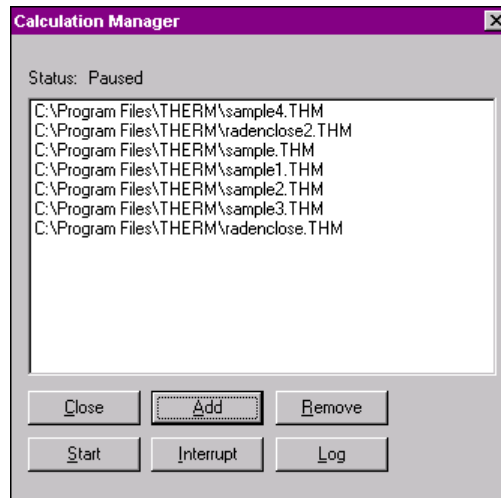 Calculation Manager
Status: Paused
C:\Program Files\THERM\sample4.THM
C:\Program Files\THERM\radenclose2.THM
C:\Program Files\THERM\sample.THM
C:\Program Files\THERM\sample1.THM
C:\Program Files\THERM\sample2.THM
C:\Program Files\THERM\sample3.THM
C:\Program Files\THERM\radenclose.THM
Close Add Remove
Start Interrupt Log